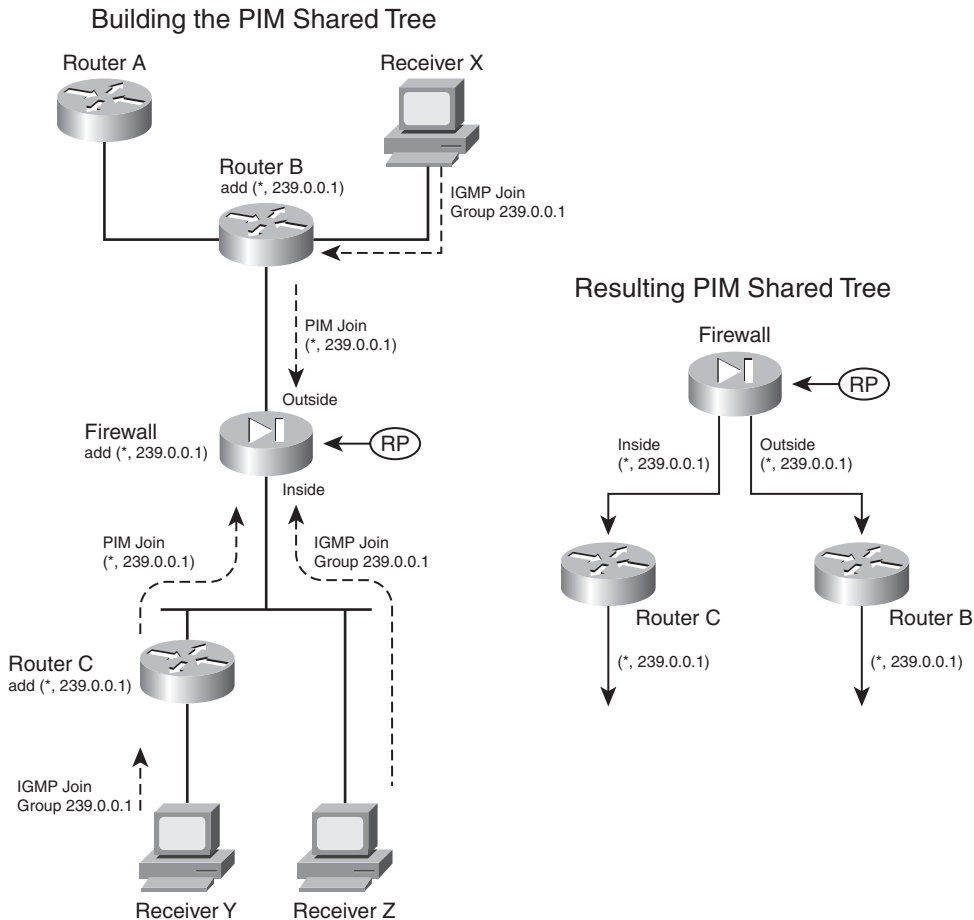 Building the PIM Shared Tree
Router A
Receiver X
Router B
add (*, 239.0.0.1)
IGMP Join
Group 239.0.0.1
PIM Join
(*, 239.0.0.1)
Outside
Firewall
add (*, 239.0.0.1)
RP
Inside
PIM Join
(*, 239.0.0.1)
IGMP Join
Group 239.0.0.1
Router C
add (*, 239.0.0.1)
IGMP Join
Group 239.0.0.1
Receiver Y
Receiver Z
Resulting PIM Shared Tree
Firewall
RP
Inside
(*, 239.0.0.1)
Outside
(*, 239.0.0.1)
Router C
Router B
(*, 239.0.0.1)
(*, 239.0.0.1)